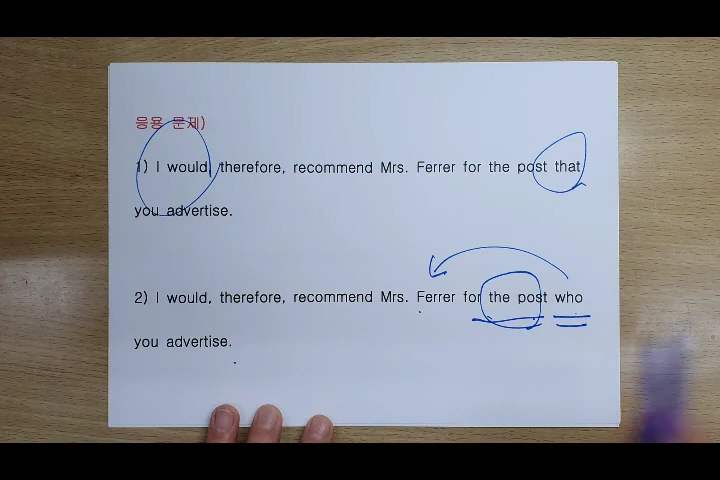 응용 문제)
1) I would, therefore, recommend Mrs. Ferrer for the post that
you advertise.
2) I would, therefore, recommend Mrs. Ferrer for the post who
you advertise.